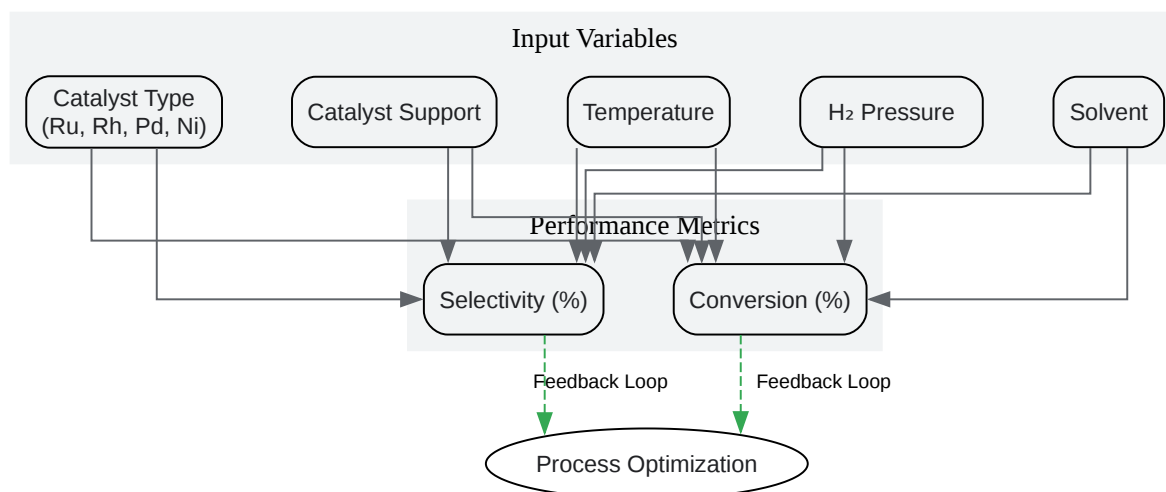 Input Variables
Catalyst Type
(Ru, Rh, Pd, Ni)
Catalyst Support
Temperature
H₂ Pressure
Solvent
Performance Metrics
Selectivity (%)
Conversion (%)
Feedback Loop
Feedback Loop
Process Optimization